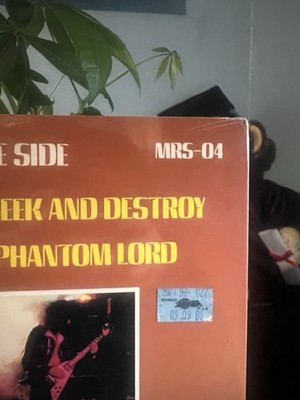 E SIDE
MRS-04
EEK AND DESTROY
PHANTOM LORD